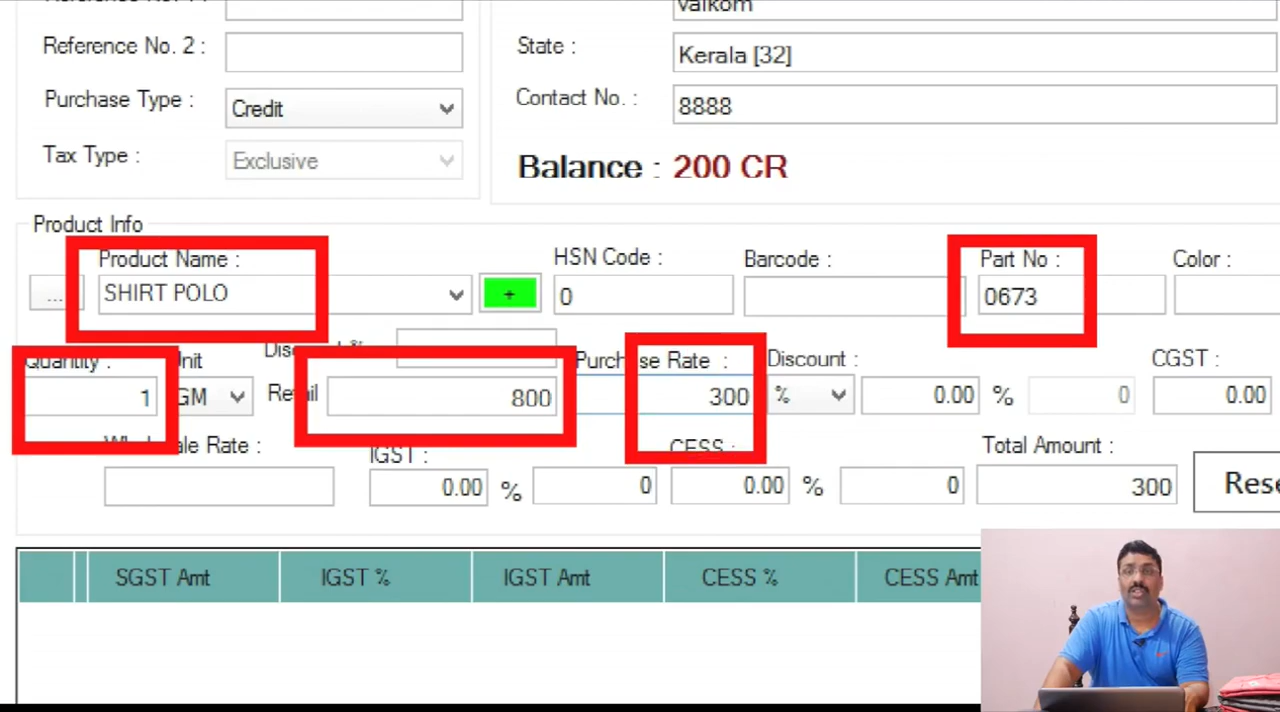 Valkom
Reference No. 2 :
State :
Kerala [32]
Purchase Type :
Credit
Contact No. :
8888
Tax Type :
Exclusive
Balance : 200 CR
Product Info
Product Name :
HSN Code :
Barcode :
Part No :
Color :
...
SHIRT POLO
+
0
0673
Quantity :
Purchase Rate :
Discount :
CGST :
1
GM
Retail
800
300
%
0.00
%
0
0.00
Rate :
IGST :
CESS :
Total Amount :
0.00
%
0
0.00
%
0
300
SGST Amt
IGST %
IGST Amt
CESS %
CESS Amt